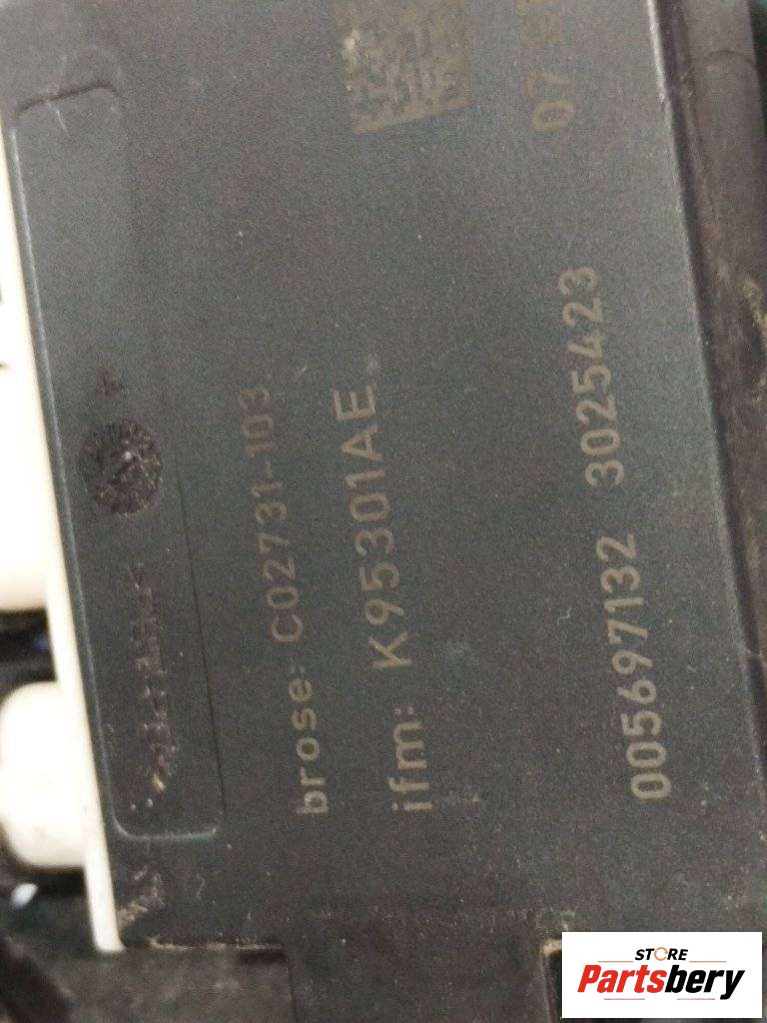 brose: C02731-103
ifm: K95301AE
005697132 3025423
07
STORE
Partsbery